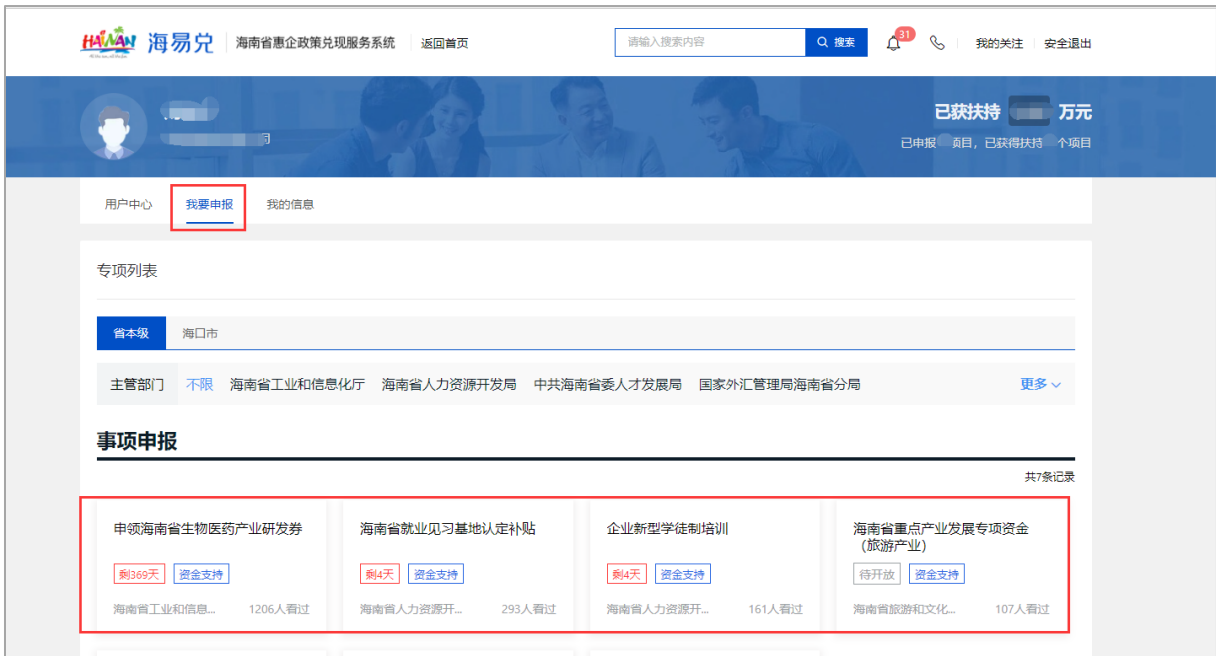 HAINAN 海易兑 海南省惠企政策兑现服务系统 返回首页 请输入搜索内容 搜索 31 我的关注 安全退出
已获扶持 万元
司
已申报 项目，已获得扶持 个项目
用户中心 我要申报 我的信息
专项列表
省本级 海口市
主管部门 不限 海南省工业和信息化厅 海南省人力资源开发局 中共海南省委人才发展局 国家外汇管理局海南省分局 更多
事项申报
共7条记录
申领海南省生物医药产业研发券 海南省就业见习基地认定补贴 企业新型学徒制培训 海南省重点产业发展专项资金
（旅游产业）
剩369天 资金支持 剩4天 资金支持 剩4天 资金支持 待开放 资金支持
海南省工业和信息... 1206人看过 海南省人力资源开... 293人看过 海南省人力资源开... 161人看过 海南省旅游和文化... 107人看过